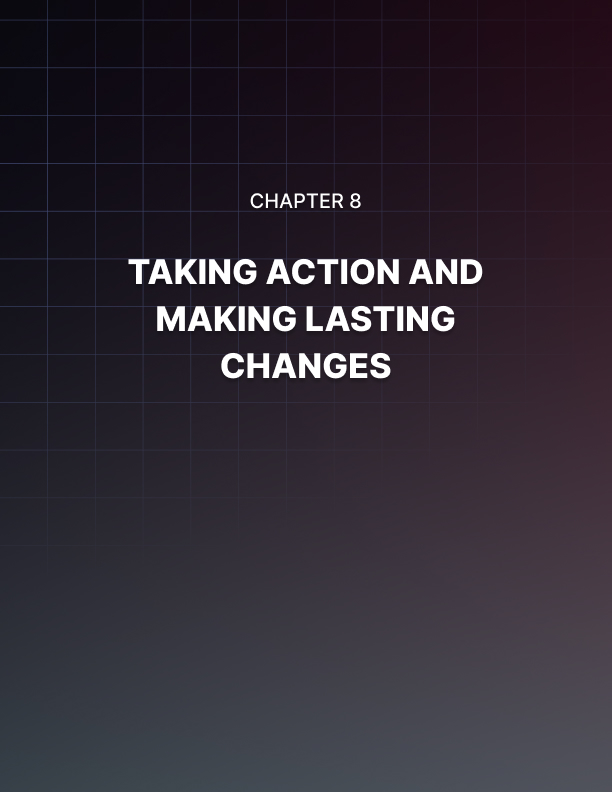 CHAPTER 8
TAKING ACTION AND
MAKING LASTING
CHANGES